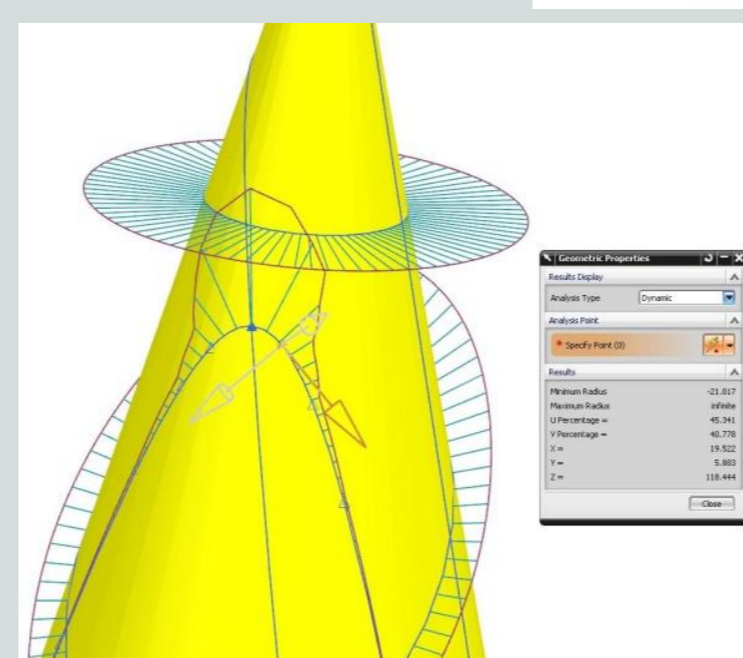 Geometric Properties
Results Display
Analysis Type Dynamic
Analysis Point
* Specify Point (0)
Results
Minimum Radius -21.017
Maximum Radius infinite
U Percentage = 45.341
V Percentage = 40.778
X = 19.522
Y = 5.883
Z = 118.444
Close